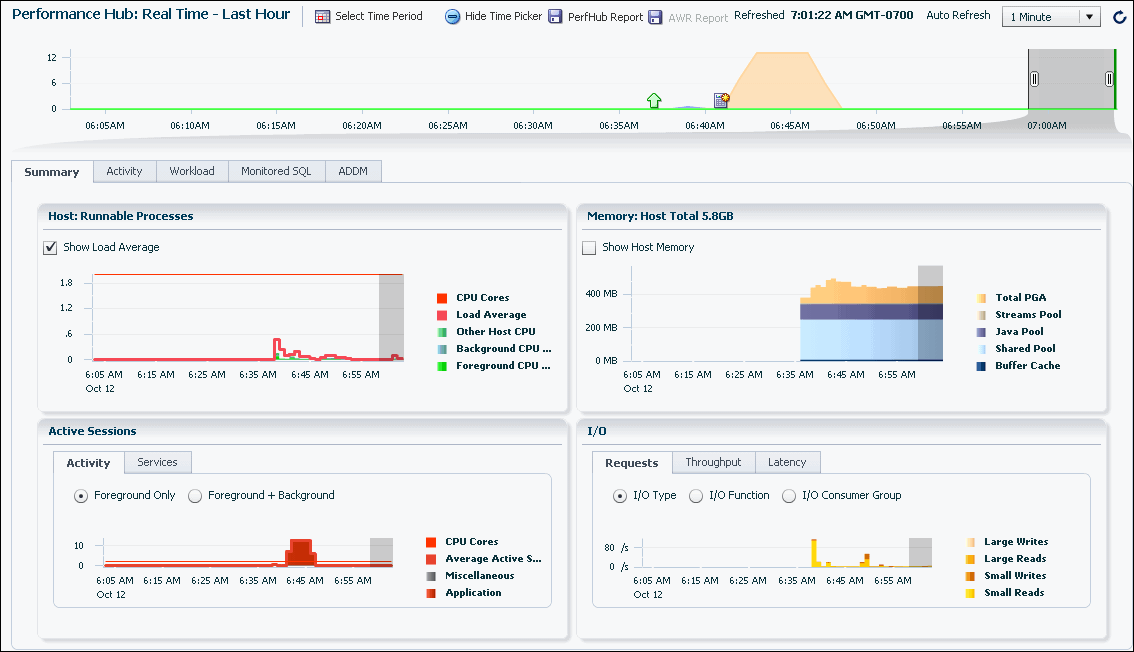 Performance Hub: Real Time - Last Hour Select Time Period Hide Time Picker PerfHub Report AWR Report Refreshed 7:01:22 AM GMT-0700 Auto Refresh 1 Minute
12
6
0
06:05AM 06:10AM 06:15AM 06:20AM 06:25AM 06:30AM 06:35AM 06:40AM 06:45AM 06:50AM 06:55AM 07:00AM
Summary Activity Workload Monitored SQL ADDM
Host: Runnable Processes
Show Load Average
1.8
1.2
.6
0
6:05 AM 6:15 AM 6:25 AM 6:35 AM 6:45 AM 6:55 AM
Oct 12
CPU Cores
Load Average
Other Host CPU
Background CPU ...
Foreground CPU ...
Memory: Host Total 5.8GB
Show Host Memory
400 MB
200 MB
0 MB
6:05 AM 6:15 AM 6:25 AM 6:35 AM 6:45 AM 6:55 AM
Oct 12
Total PGA
Streams Pool
Java Pool
Shared Pool
Buffer Cache
Active Sessions
Activity Services
Foreground Only Foreground + Background
10
0
6:05 AM 6:15 AM 6:25 AM 6:35 AM 6:45 AM 6:55 AM
Oct 12
CPU Cores
Average Active S...
Miscellaneous
Application
I/O
Requests Throughput Latency
I/O Type I/O Function I/O Consumer Group
80 /s
0 /s
6:05 AM 6:15 AM 6:25 AM 6:35 AM 6:45 AM 6:55 AM
Oct 12
Large Writes
Large Reads
Small Writes
Small Reads